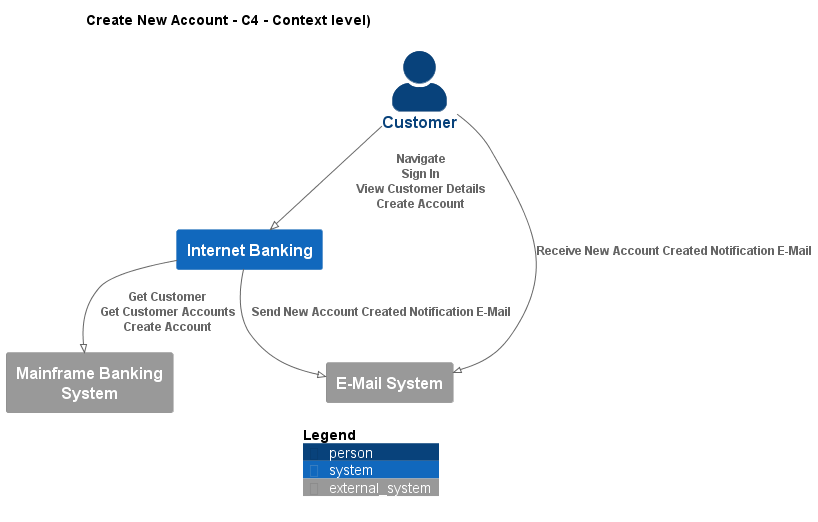 Create New Account - C4 - Context level)
Customer
Navigate
Sign In
View Customer Details
Create Account
Receive New Account Created Notification E-Mail
Internet Banking
Get Customer
Get Customer Accounts
Create Account
Send New Account Created Notification E-Mail
Mainframe Banking
System
E-Mail System
Legend
person
system
external_system